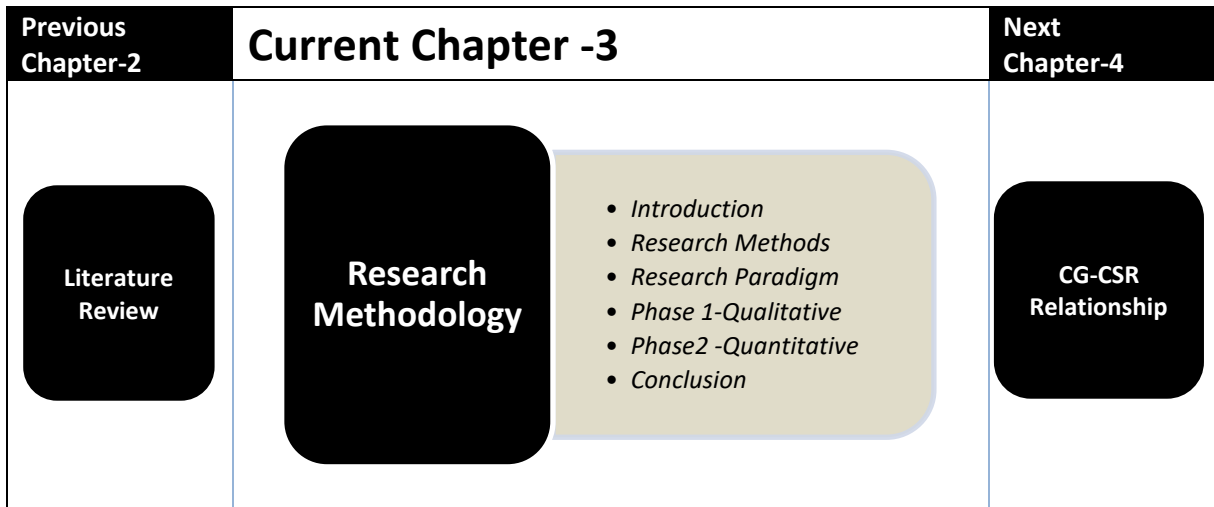 Previous
Chapter-2
Current Chapter -3
Next
Chapter-4
Literature
Review
Research
Methodology
• Introduction
• Research Methods
• Research Paradigm
• Phase 1-Qualitative
• Phase2 -Quantitative
• Conclusion
CG-CSR
Relationship